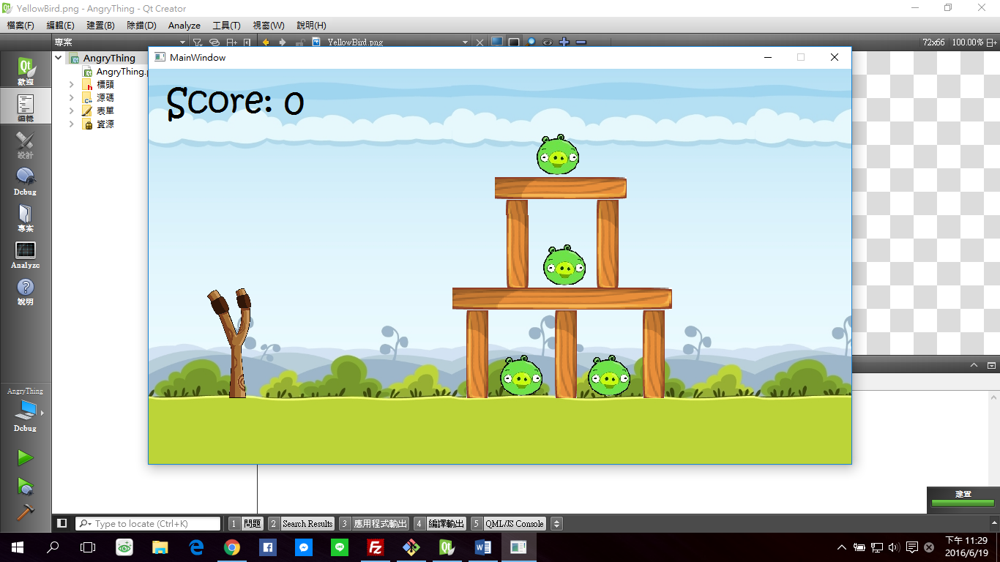 YellowBird.png - AngryThing - Qt Creator
檔案(F) 編輯(E) 建置(B) 除錯(D) Analyze 工具(T) 視窗(W) 說明(H)
專案
YellowBird.png
72x66 100.00%
MainWindow
Score: 0
AngryThing
AngryThing.p
標頭
源碼
表單
資源
歡迎
編輯
設計
Debug
專案
Analyze
說明
AngryThing
Debug
建置
Type to locate (Ctrl+K)
1 問題 2 Search Results 3 應用程式輸出 4 編譯輸出 5 QML/JS Console
下午 11:29
2016/6/19